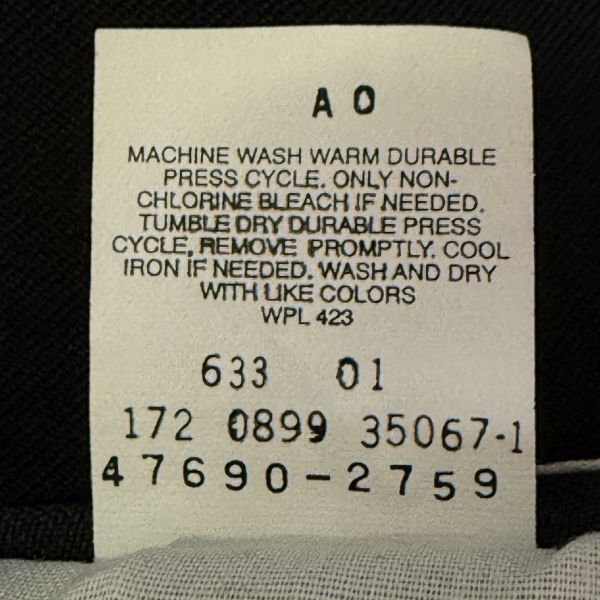 A O
MACHINE WASH WARM DURABLE
PRESS CYCLE. ONLY NON-
CHLORINE BLEACH IF NEEDED.
TUMBLE DRY DURABLE PRESS
CYCLE, REMOVE PROMPTLY. COOL
IRON IF NEEDED. WASH AND DRY
WITH LIKE COLORS
WPL 423
633 01
172 0899 35067-1
47690-2759